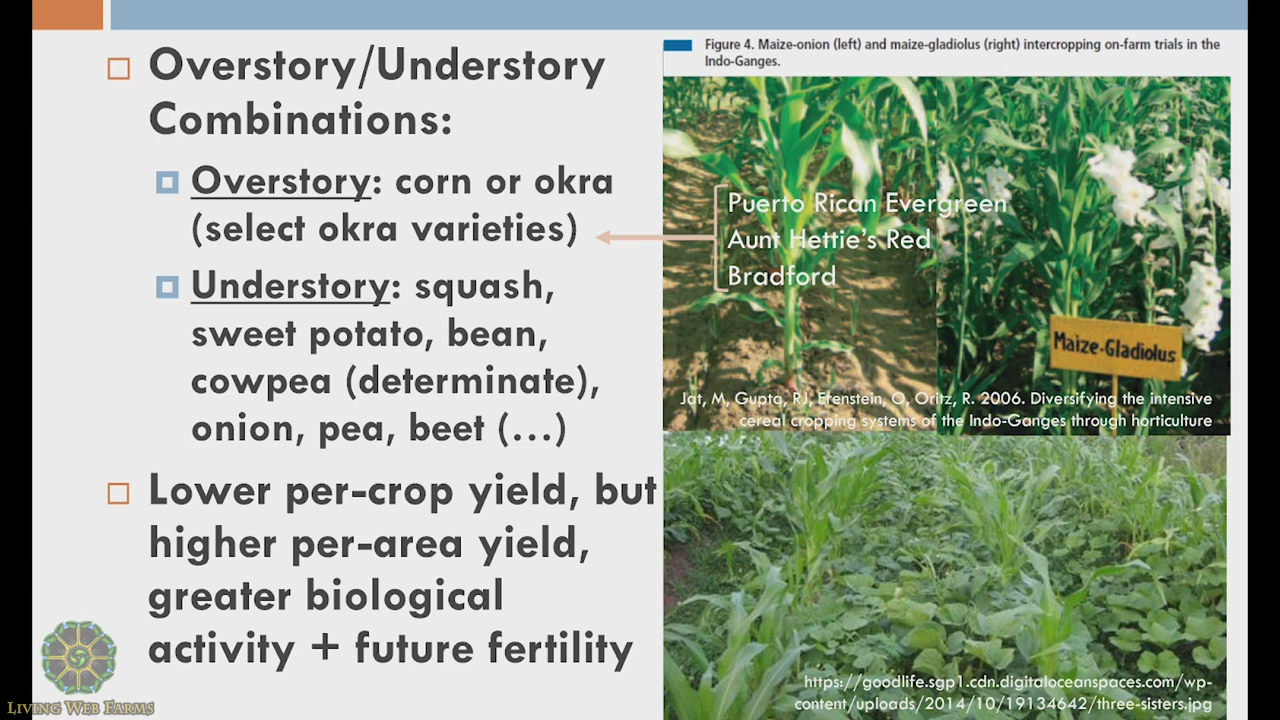 Overstory/Understory
Combinations:
Overstory: corn or okra
(select okra varieties)
Understory: squash,
sweet potato, bean,
cowpea (determinate),
onion, pea, beet (…)
Lower per-crop yield, but
higher per-area yield,
greater biological
activity + future fertility
Figure 4. Maize-onion (left) and maize-gladiolus (right) intercropping on-farm trials in the
Indo-Ganges.
Puerto Rican Evergreen
Aunt Hettie's Red
Bradford
Maize-Gladiolus
Jat, M, Gupta, RJ, Erenstein, O, Oritz, R. 2006. Diversifying the intensive
cereal cropping systems of the Indo-Ganges through horticulture
https://goodlife.sgp1.cdn.digitaloceanspaces.com/wp-
content/uploads/2014/10/19134642/three-sisters.jpg
Living Web Farms